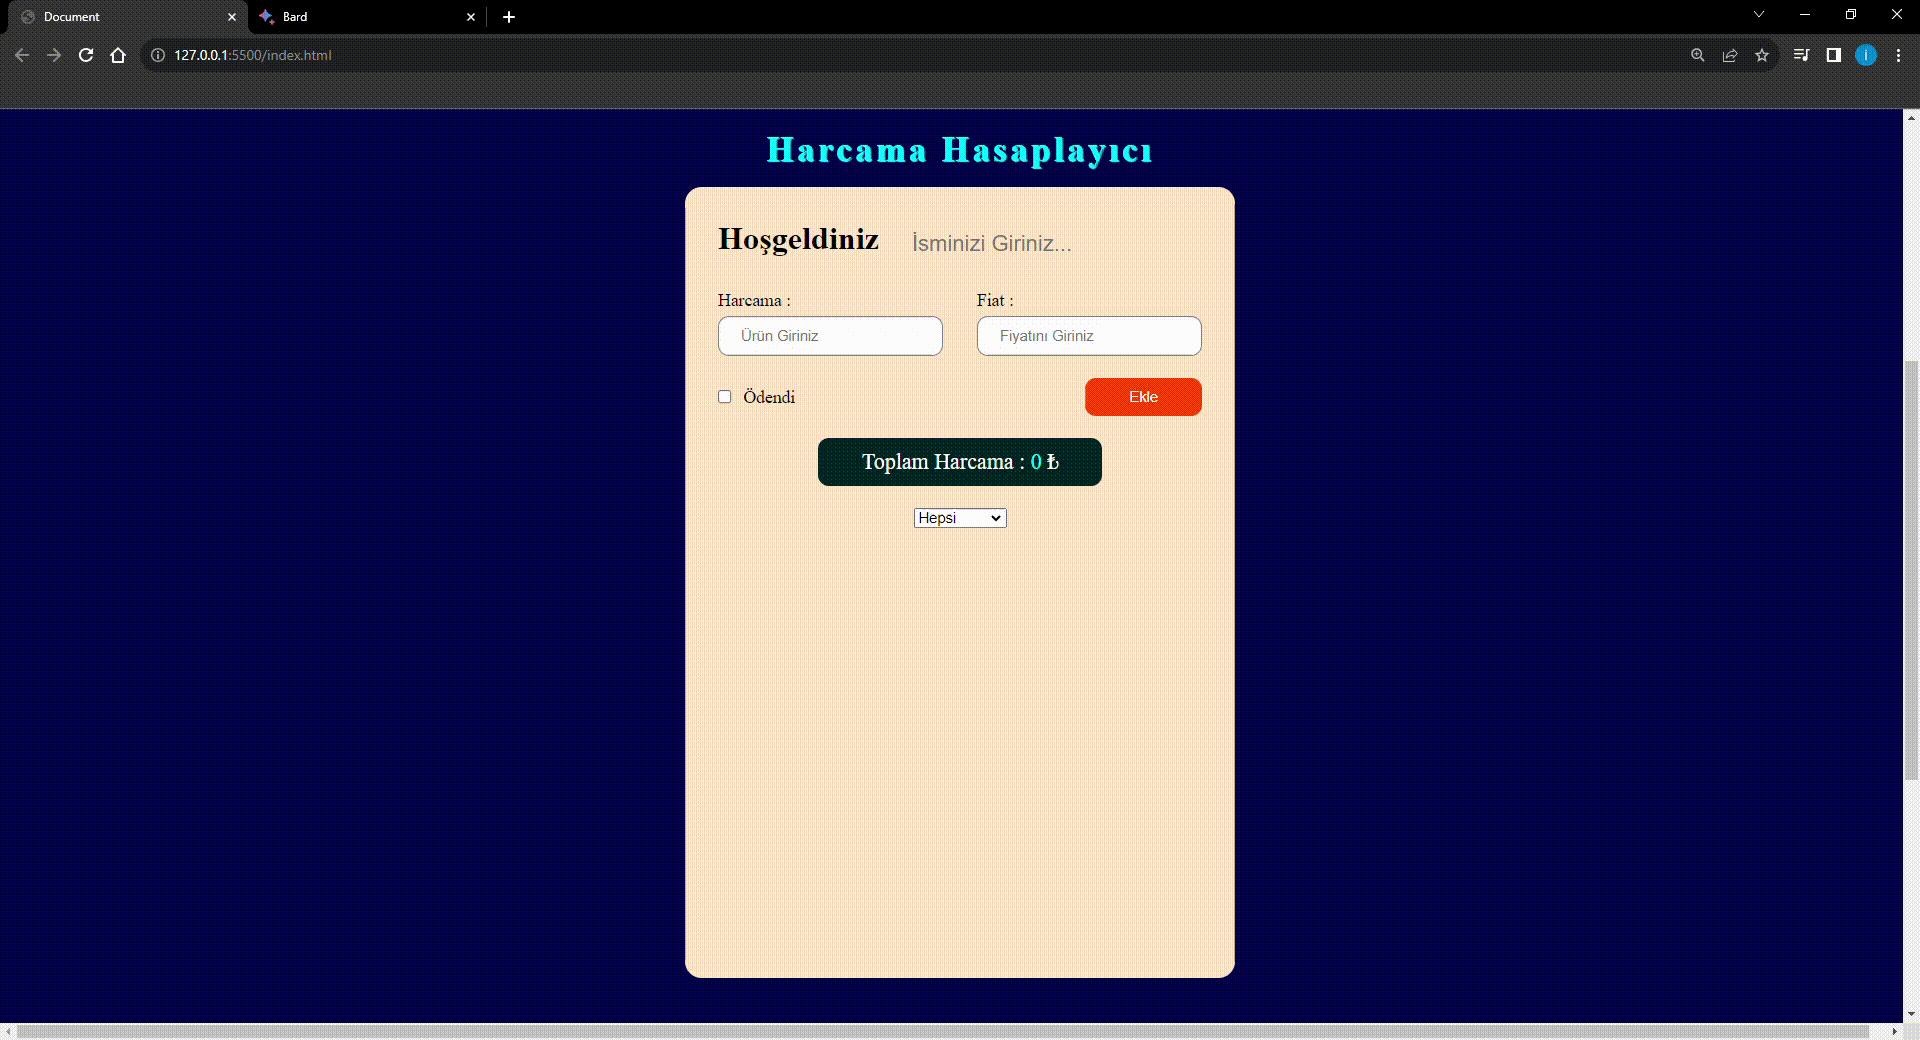 Document
Bard
127.0.0.1:5500/index.html
i
Harcama Hasaplayıcı
Hoşgeldiniz İsminizi Giriniz...
Harcama : Fiat :
Ürün Giriniz Fiyatını Giriniz
Ödendi Ekle
Toplam Harcama : 0 ₺
Hepsi